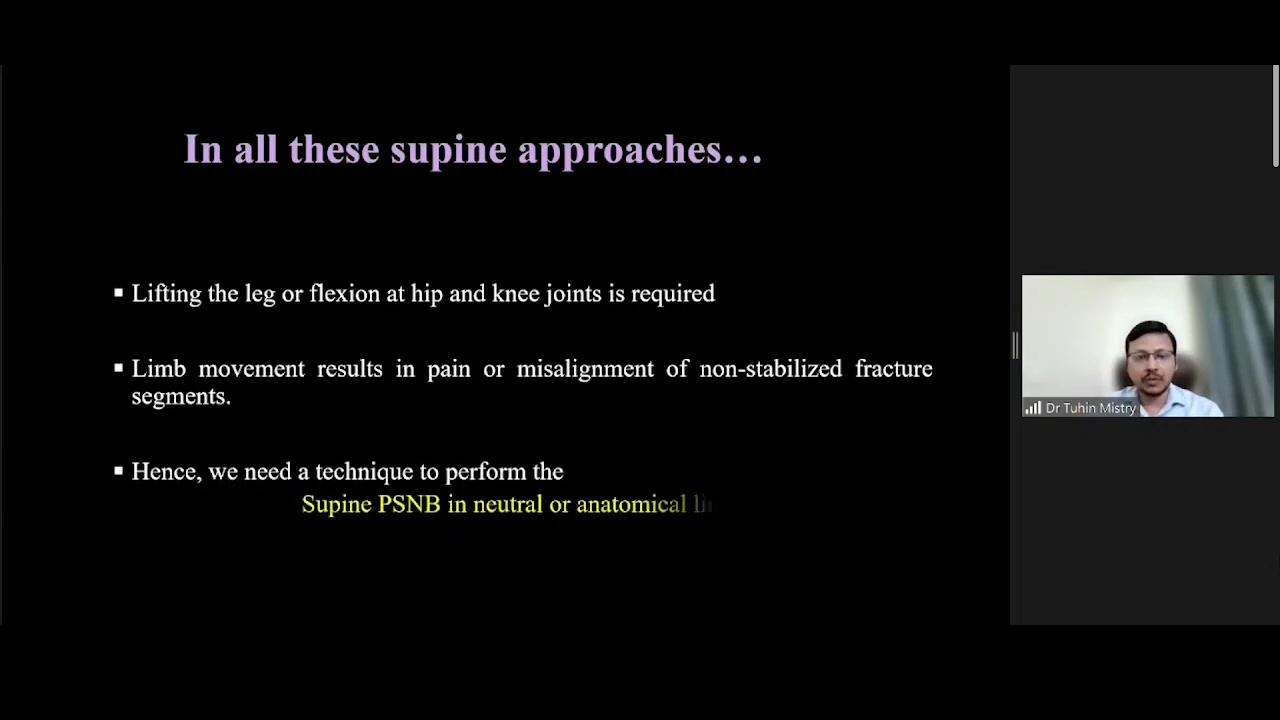 In all these supine approaches…
▪ Lifting the leg or flexion at hip and knee joints is required
▪ Limb movement results in pain or misalignment of non-stabilized fracture
segments.
▪ Hence, we need a technique to perform the
Supine PSNB in neutral or anatomical
Dr Tuhin Mistry